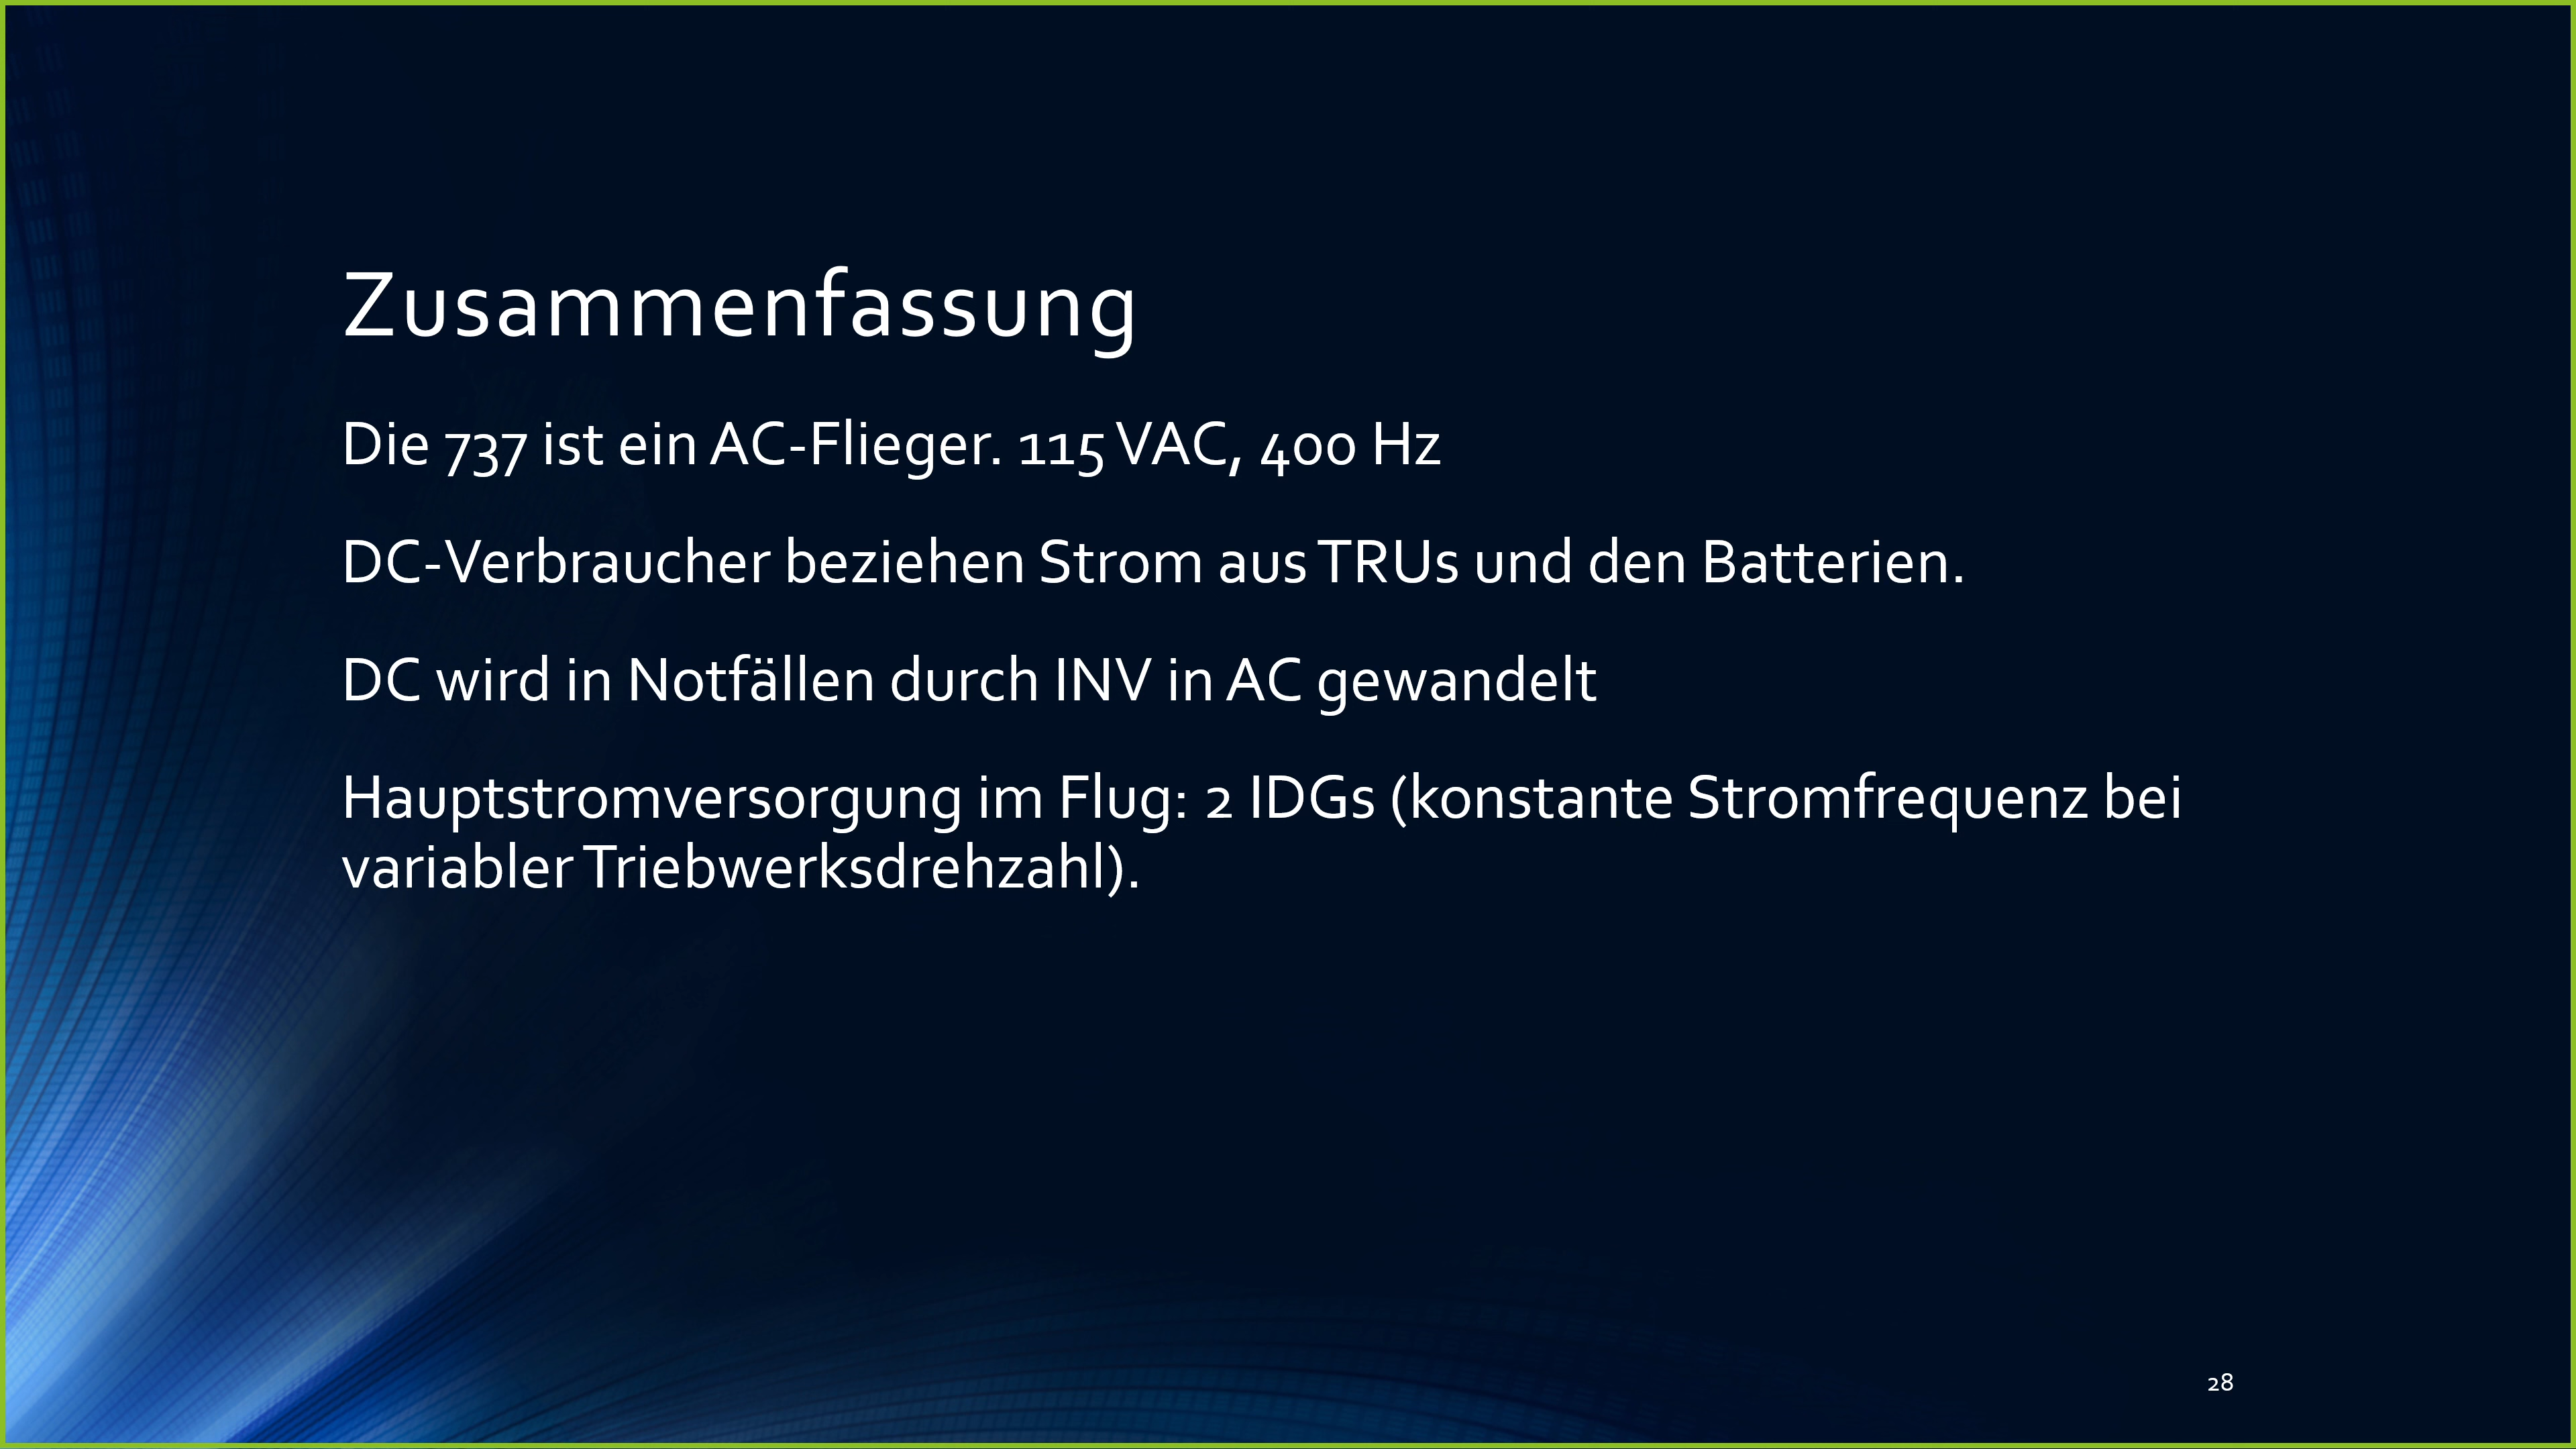 Zusammenfassung
Die 737 ist ein AC-Flieger. 115 VAC, 400 Hz
DC-Verbraucher beziehen Strom aus TRUs und den Batterien.
DC wird in Notfällen durch INV in AC gewandelt
Hauptstromversorgung im Flug: 2 IDGs (konstante Stromfrequenz bei
variabler Triebwerksdrehzahl).
28